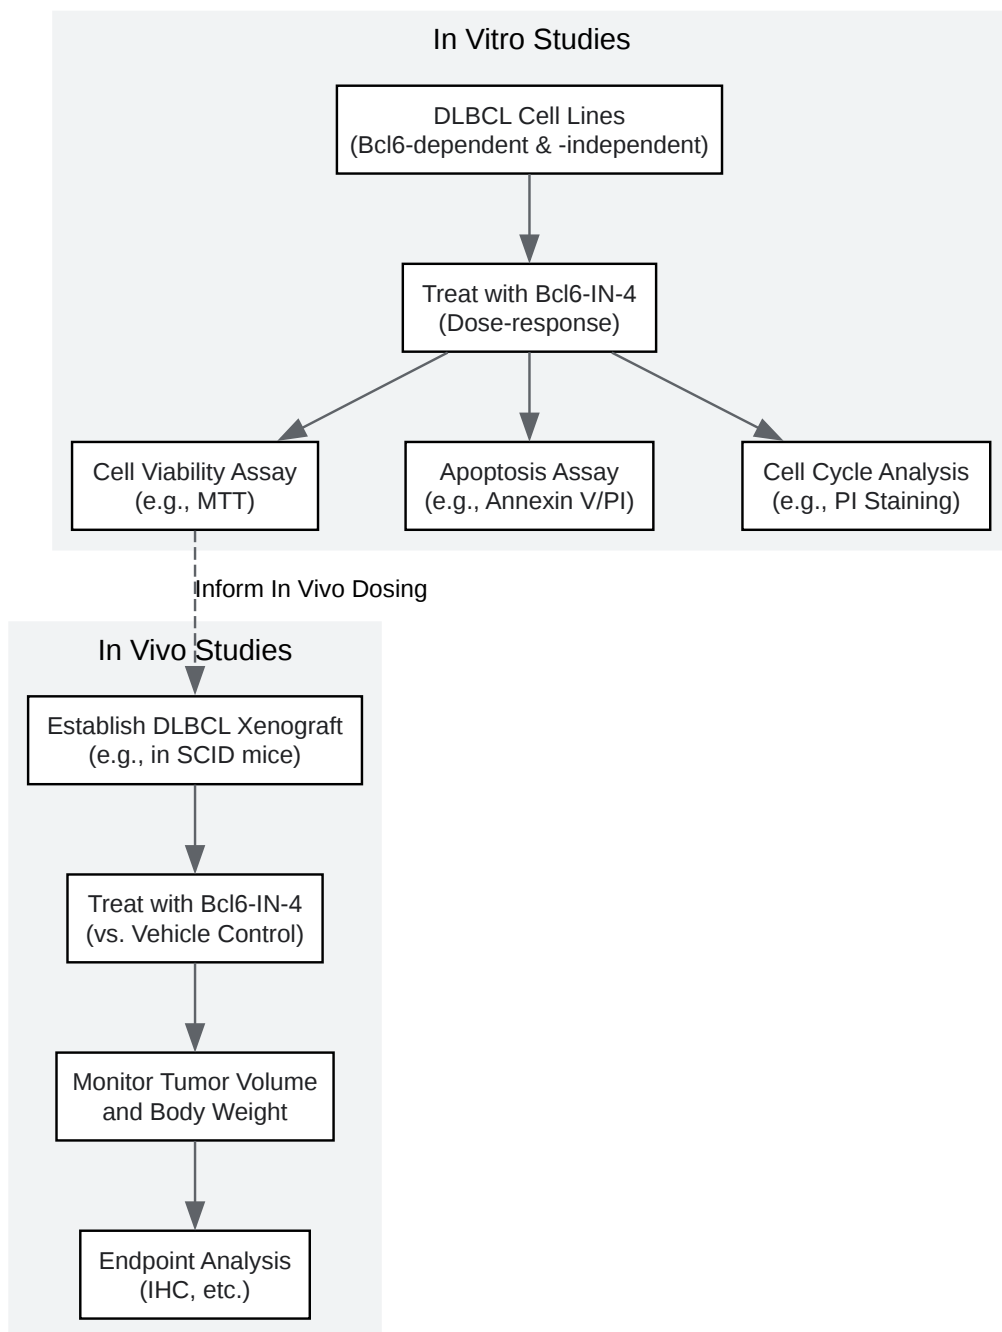 In Vitro Studies
DLBCL Cell Lines
(Bcl6-dependent & -independent)
Treat with Bcl6-IN-4
(Dose-response)
Cell Viability Assay
(e.g., MTT)
Apoptosis Assay
(e.g., Annexin V/PI)
Cell Cycle Analysis
(e.g., PI Staining)
Inform In Vivo Dosing
In Vivo Studies
Establish DLBCL Xenograft
(e.g., in SCID mice)
Treat with Bcl6-IN-4
(vs. Vehicle Control)
Monitor Tumor Volume
and Body Weight
Endpoint Analysis
(IHC, etc.)